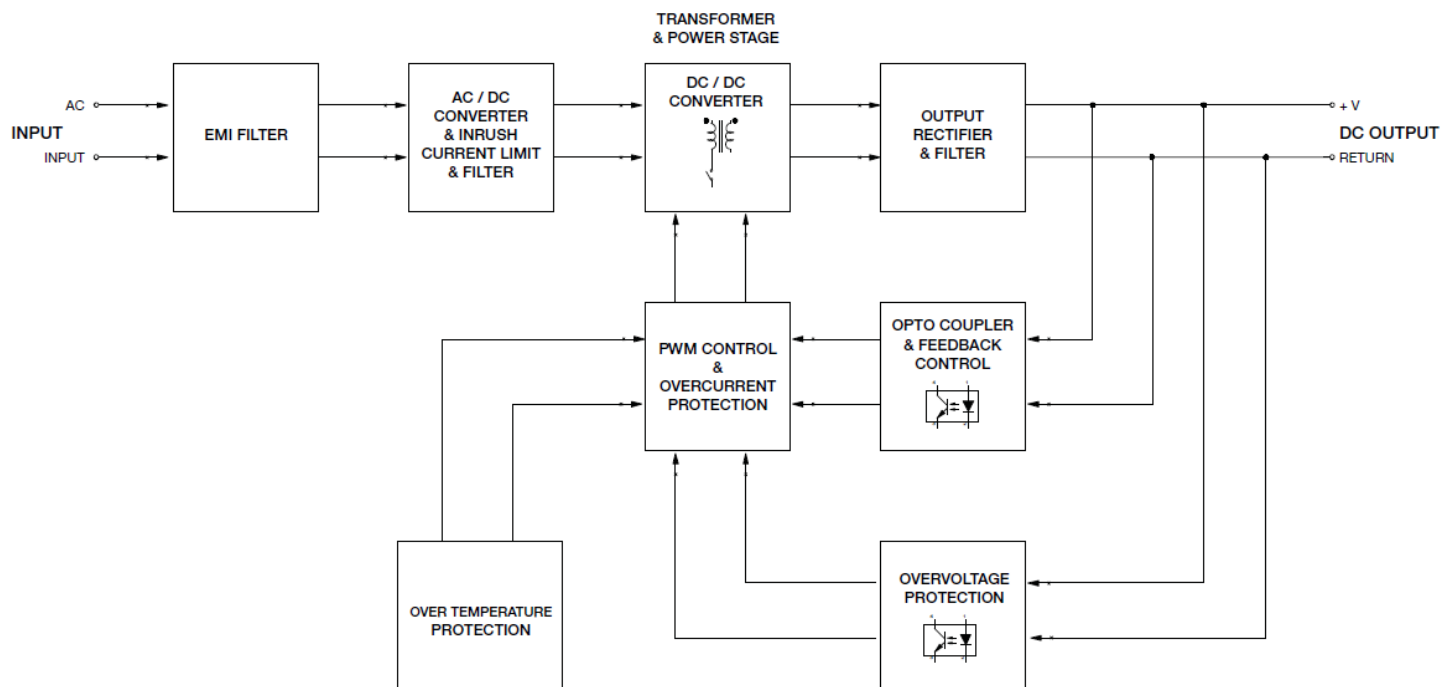 TRANSFORMER
& POWER STAGE
INPUT
AC
INPUT
EMI FILTER
AC / DC
CONVERTER
& INRUSH
CURRENT LIMIT
& FILTER
DC / DC
CONVERTER
OUTPUT
RECTIFIER
& FILTER
+ V
DC OUTPUT
RETURN
PWM CONTROL
&
OVERCURRENT
PROTECTION
OPTO COUPLER
& FEEDBACK
CONTROL
OVER TEMPERATURE
PROTECTION
OVERVOLTAGE
PROTECTION